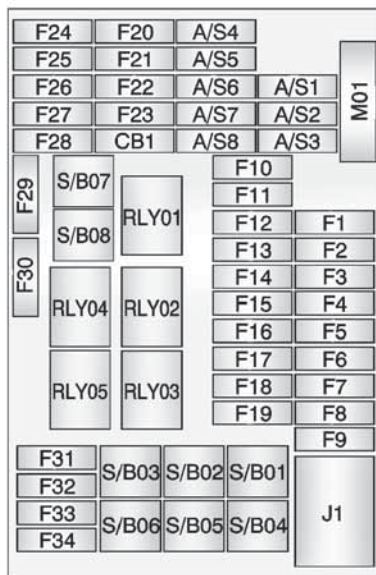 F24 F20 A/S4
F25 F21 A/S5
F26 F22 A/S6 A/S1
F27 F23 A/S7 A/S2
F28 CB1 A/S8 A/S3
M01
F29
F30
S/B07
S/B08
RLY01
RLY04 RLY02
RLY05 RLY03
F10
F11
F12 F1
F13 F2
F14 F3
F15 F4
F16 F5
F17 F6
F18 F7
F19 F8
F9
F31
F32
F33
F34
S/B03 S/B02 S/B01
S/B06 S/B05 S/B04
J1